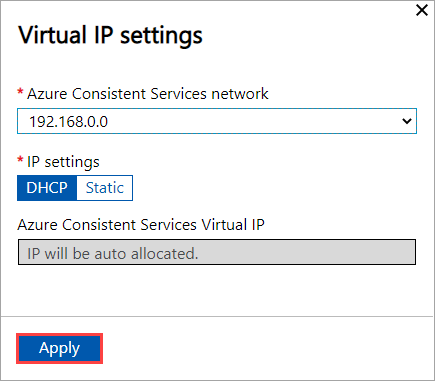 Virtual IP settings
* Azure Consistent Services network
192.168.0.0
* IP settings
DHCP Static
Azure Consistent Services Virtual IP
IP will be auto allocated.
Apply